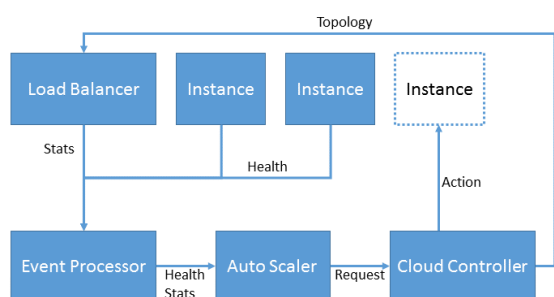 Topology
Load Balancer
Instance
Instance
Instance
Stats
Health
Action
Event Processor
Health
Stats
Auto Scaler
Request
Cloud Controller